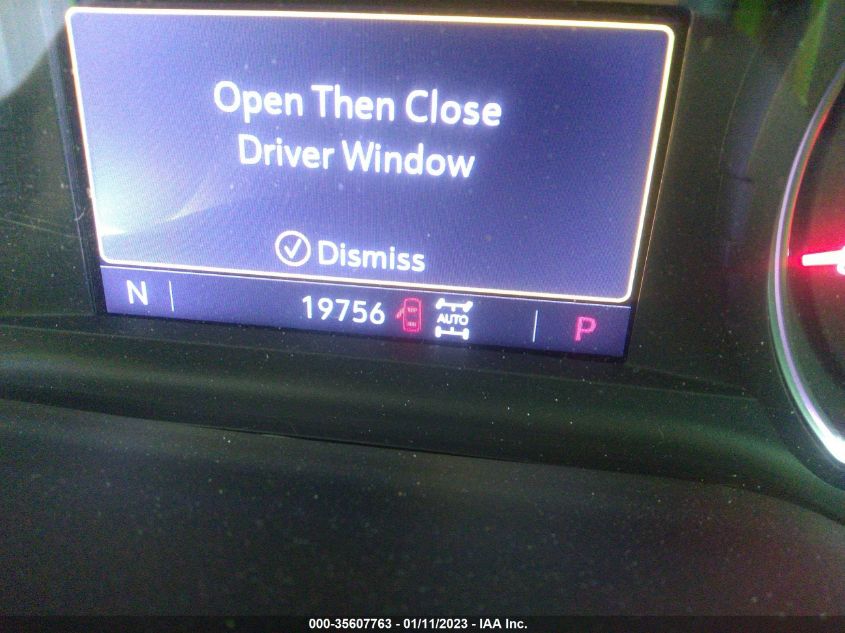 Open Then Close
Driver Window
Dismiss
N
19756
AUTO
P
000-35607763 - 01/11/2023 - IAA Inc.